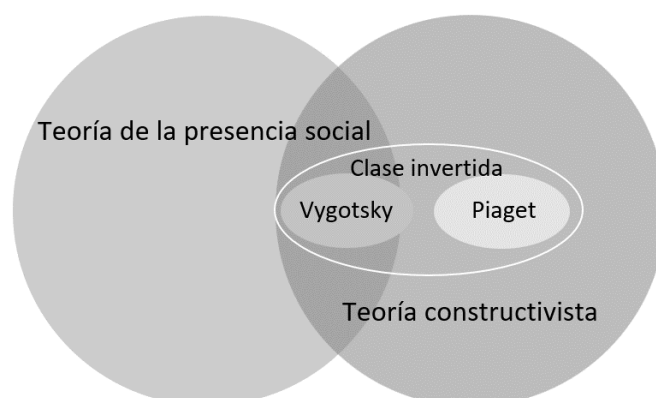 Teoría de la presencia social
Clase invertida
Vygotsky
Piaget
Teoría constructivista